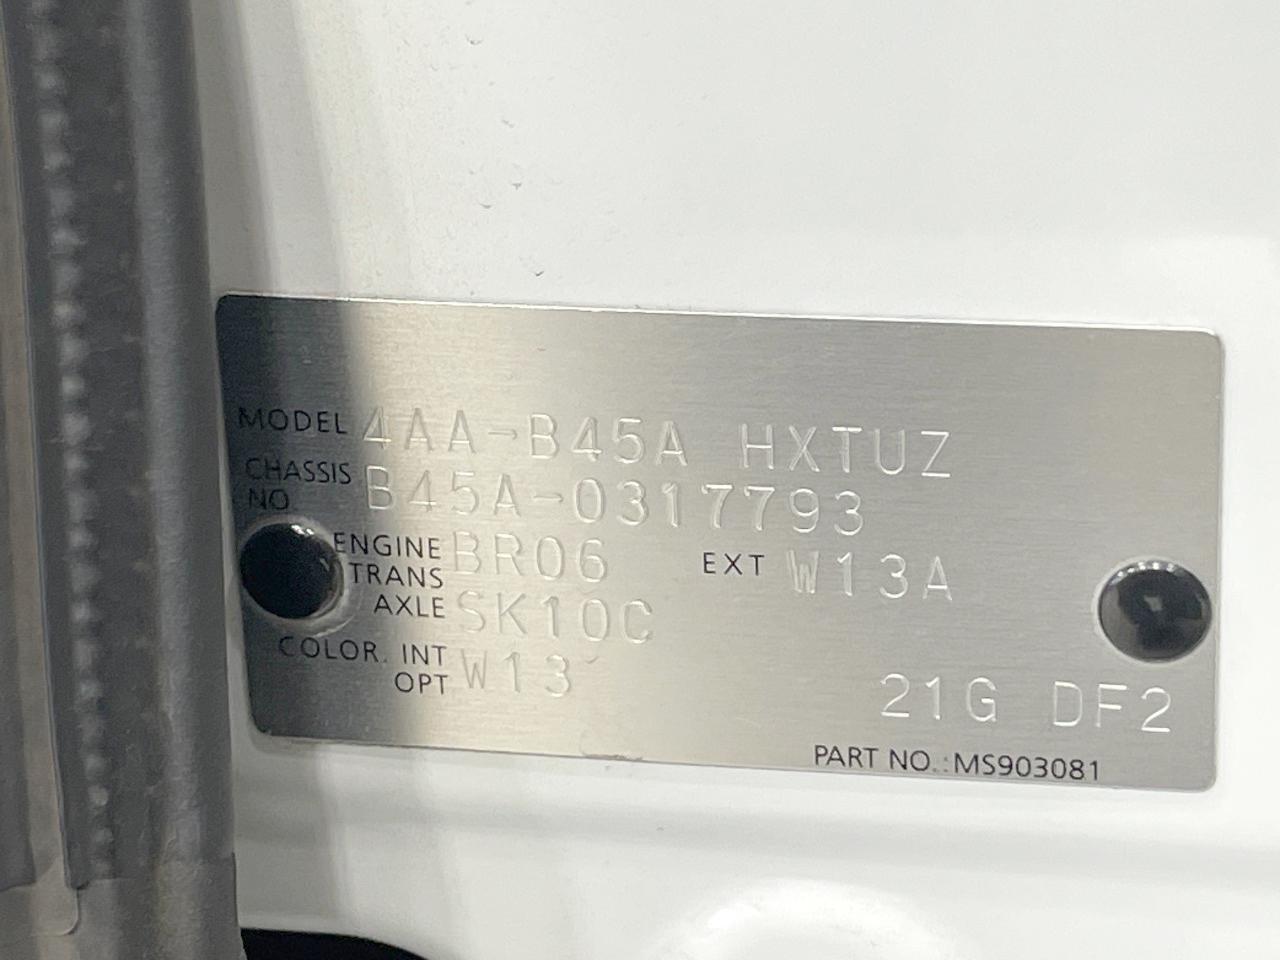 MODEL 4AA-B45A HXTUZ
CHASSIS NO B45A-0317793
ENGINE BR06 EXT W13A
TRANS AXLE SK10C
COLOR. INT W13
OPT 21G DF2
PART NO.:MS903081